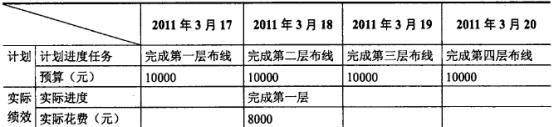 2011年3月17 2011年3月18 2011年3月19 2011年3月20
计划 计划进度任务 完成第一层布线 完成第二层布线 完成第三层布线 完成第四层布线
预算（元） 10000 10000 10000 10000
实际绩效 实际进度 完成第一层
实际花费（元） 8000